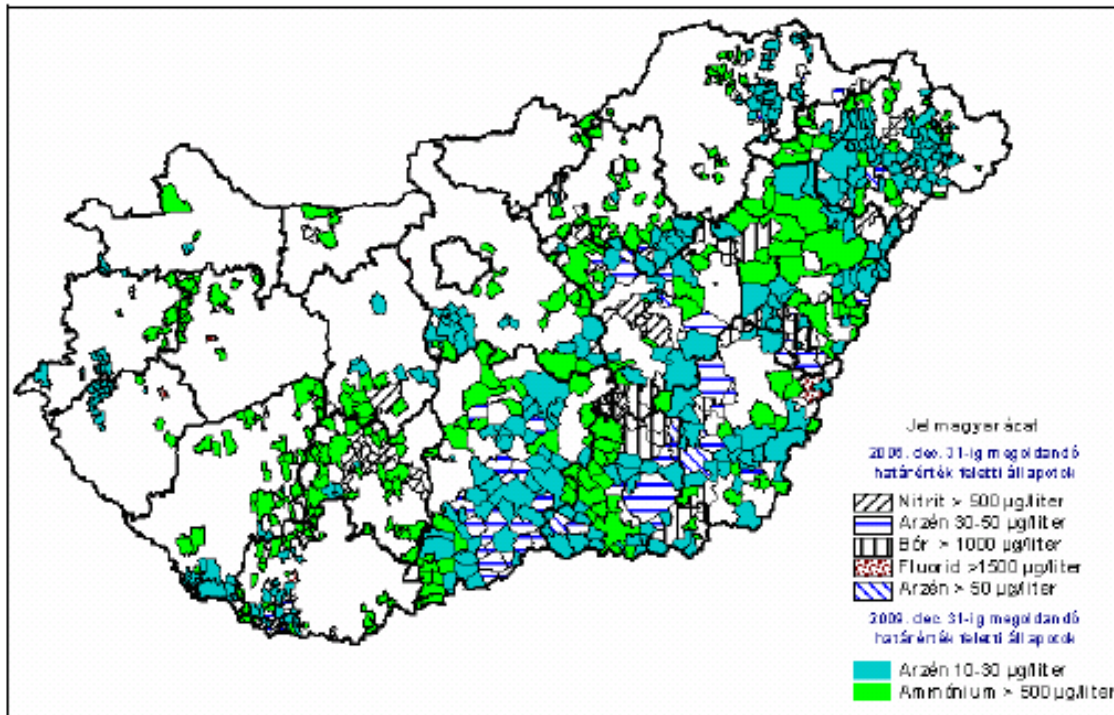 Jelmagyarázat
2006. dec. 31-ig megoldandó
határérték feletti állapotok
Nitrit > 500 µg/liter
Arzén 30-50 µg/liter
Bór > 1000 µg/liter
Fluorid >1500 µg/liter
Arzén > 50 µg/liter
2009. dec. 31-ig megoldandó
határérték feletti állapotok
Arzén 10-30 µg/liter
Ammónium > 500 µg/liter